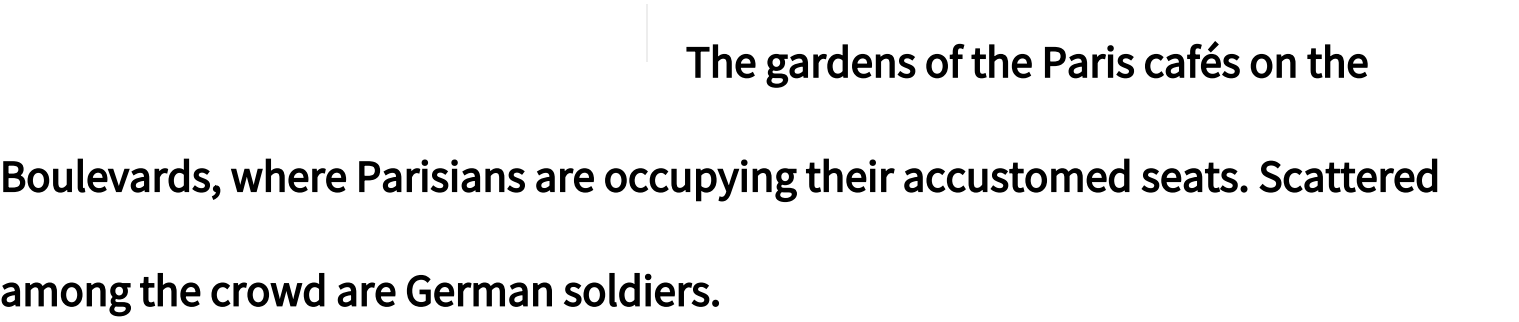 The gardens of the Paris cafés on the
Boulevards, where Parisians are occupying their accustomed seats. Scattered
among the crowd are German soldiers.